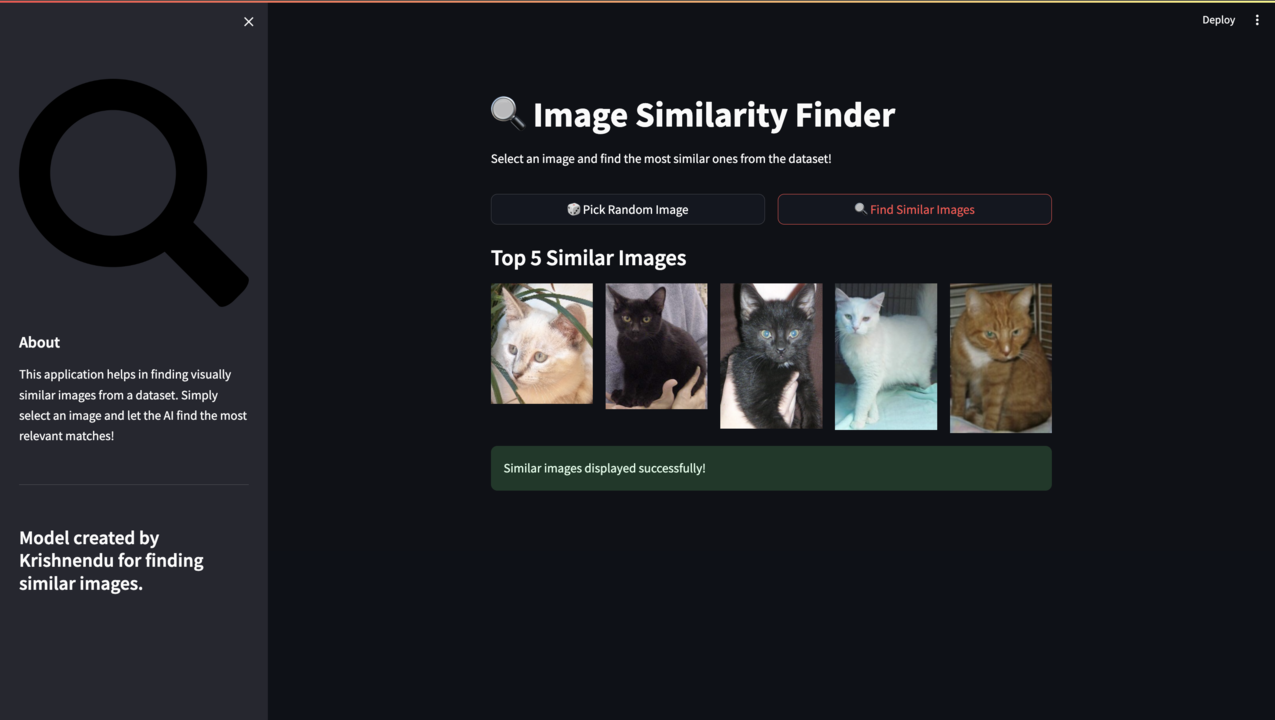 Deploy
About
This application helps in finding visually
similar images from a dataset. Simply
select an image and let the AI find the most
relevant matches!
Model created by
Krishnendu for finding
similar images.
Image Similarity Finder
Select an image and find the most similar ones from the dataset!
Pick Random Image
Find Similar Images
Top 5 Similar Images
Similar images displayed successfully!